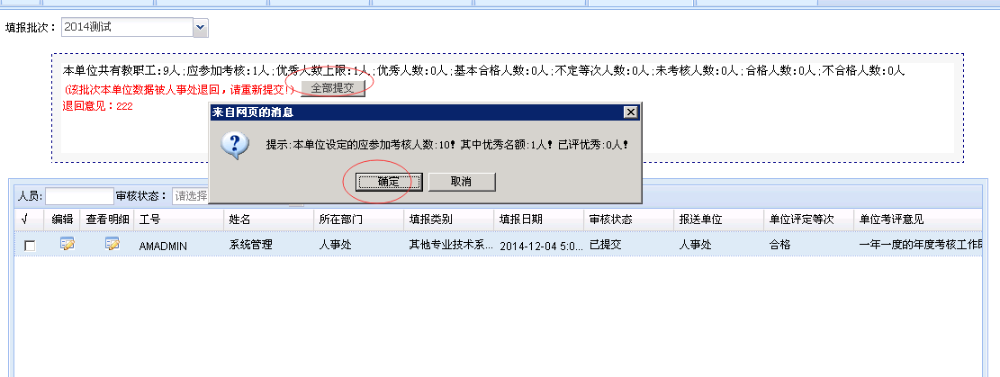 填报批次：2014测试
本单位共有教职工:9人;应参加考核:1人;优秀人数上限:1人;优秀人数:0人;基本合格人数:0人;不定等次人数:0人;未考核人数:0人;合格人数:0人;不合格人数:0人
(该批次本单位数据被人事处退回，请重新提交!) 全部提交
退回意见：222
来自网页的消息
提示:本单位设定的应参加考核人数:10! 其中优秀名额:1人! 已评优秀:0人!
确定 取消
人员: 审核状态： 请选择
√ 编辑 查看明细 工号 姓名 所在部门 填报类别 填报日期 审核状态 报送单位 单位评定等次 单位考评意见
AMADMIN 系统管理 人事处 其他专业技术系... 2014-12-04 5:0... 已提交 人事处 合格 一年一度的年度考核工作